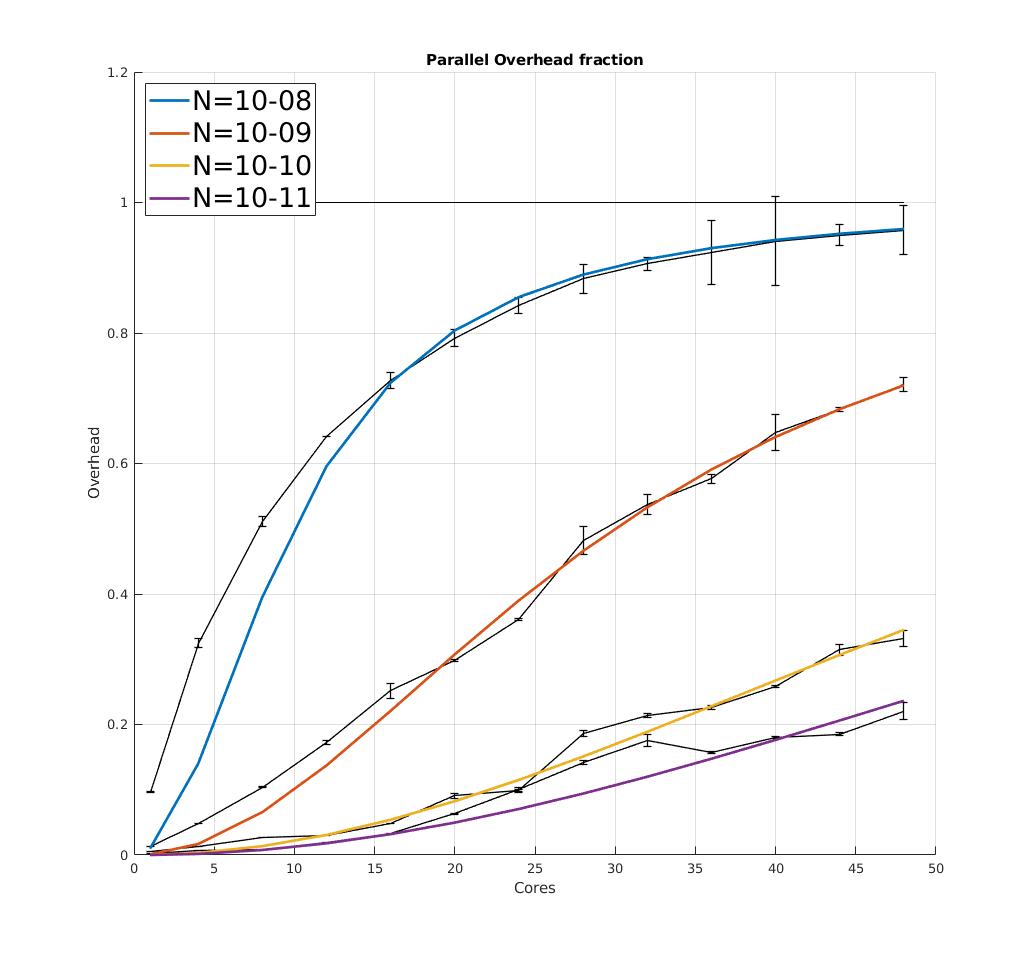 Parallel Overhead fraction
1.2
1
0.8
0.6
0.4
0.2
0
N=10-08
N=10-09
N=10-10
N=10-11
Overhead
0 5 10 15 20 25 30 35 40 45 50
Cores